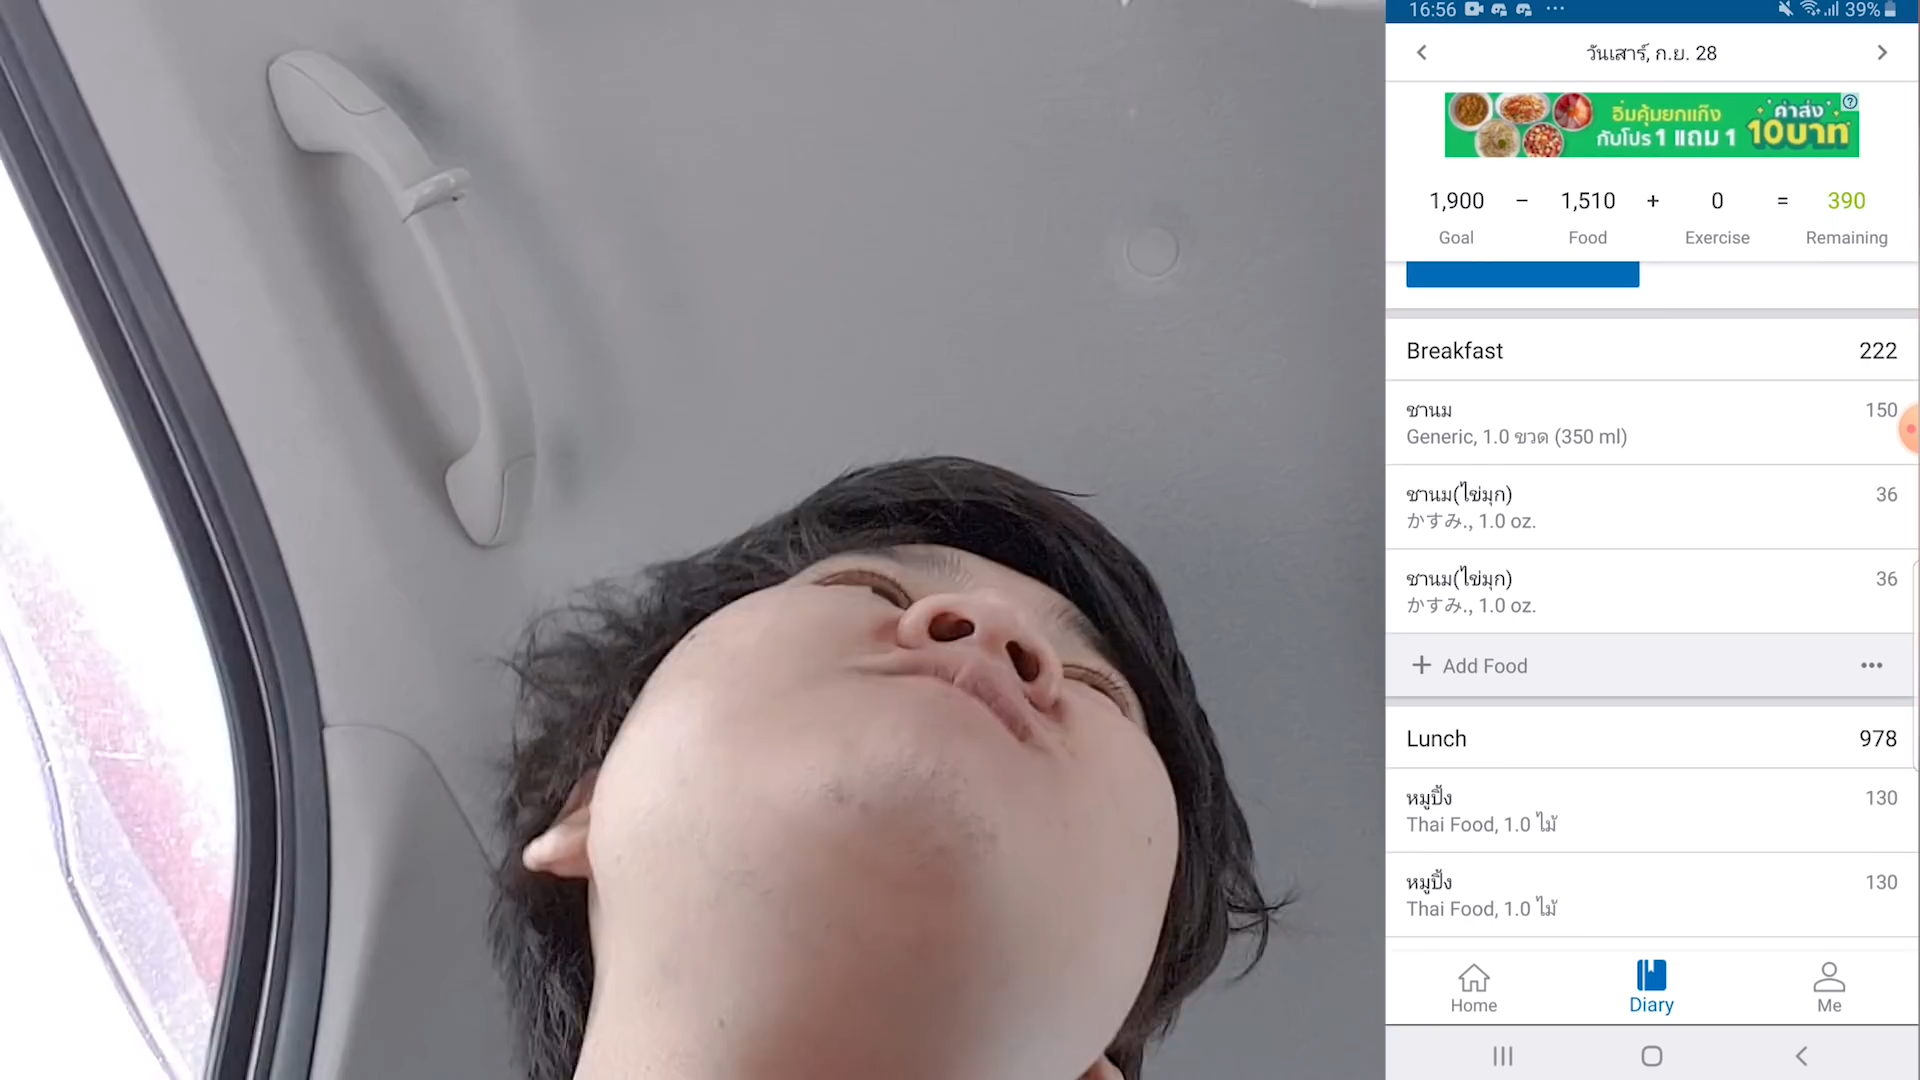 16:56
39%
วันเสาร์, ก.ย. 28
อิ่มคุ้มยกแก๊ง
กับโปร 1 แถม 1
ค่าส่ง
10บาท
1,900 − 1,510 + 0 = 390
Goal Food Exercise Remaining
Breakfast 222
ชานม 150
Generic, 1.0 ขวด (350 ml)
ชานม(ไข่มุก) 36
かすみ., 1.0 oz.
ชานม(ไข่มุก) 36
かすみ., 1.0 oz.
+ Add Food
Lunch 978
หมูปิ้ง 130
Thai Food, 1.0 ไม้
หมูปิ้ง 130
Thai Food, 1.0 ไม้
Home Diary Me